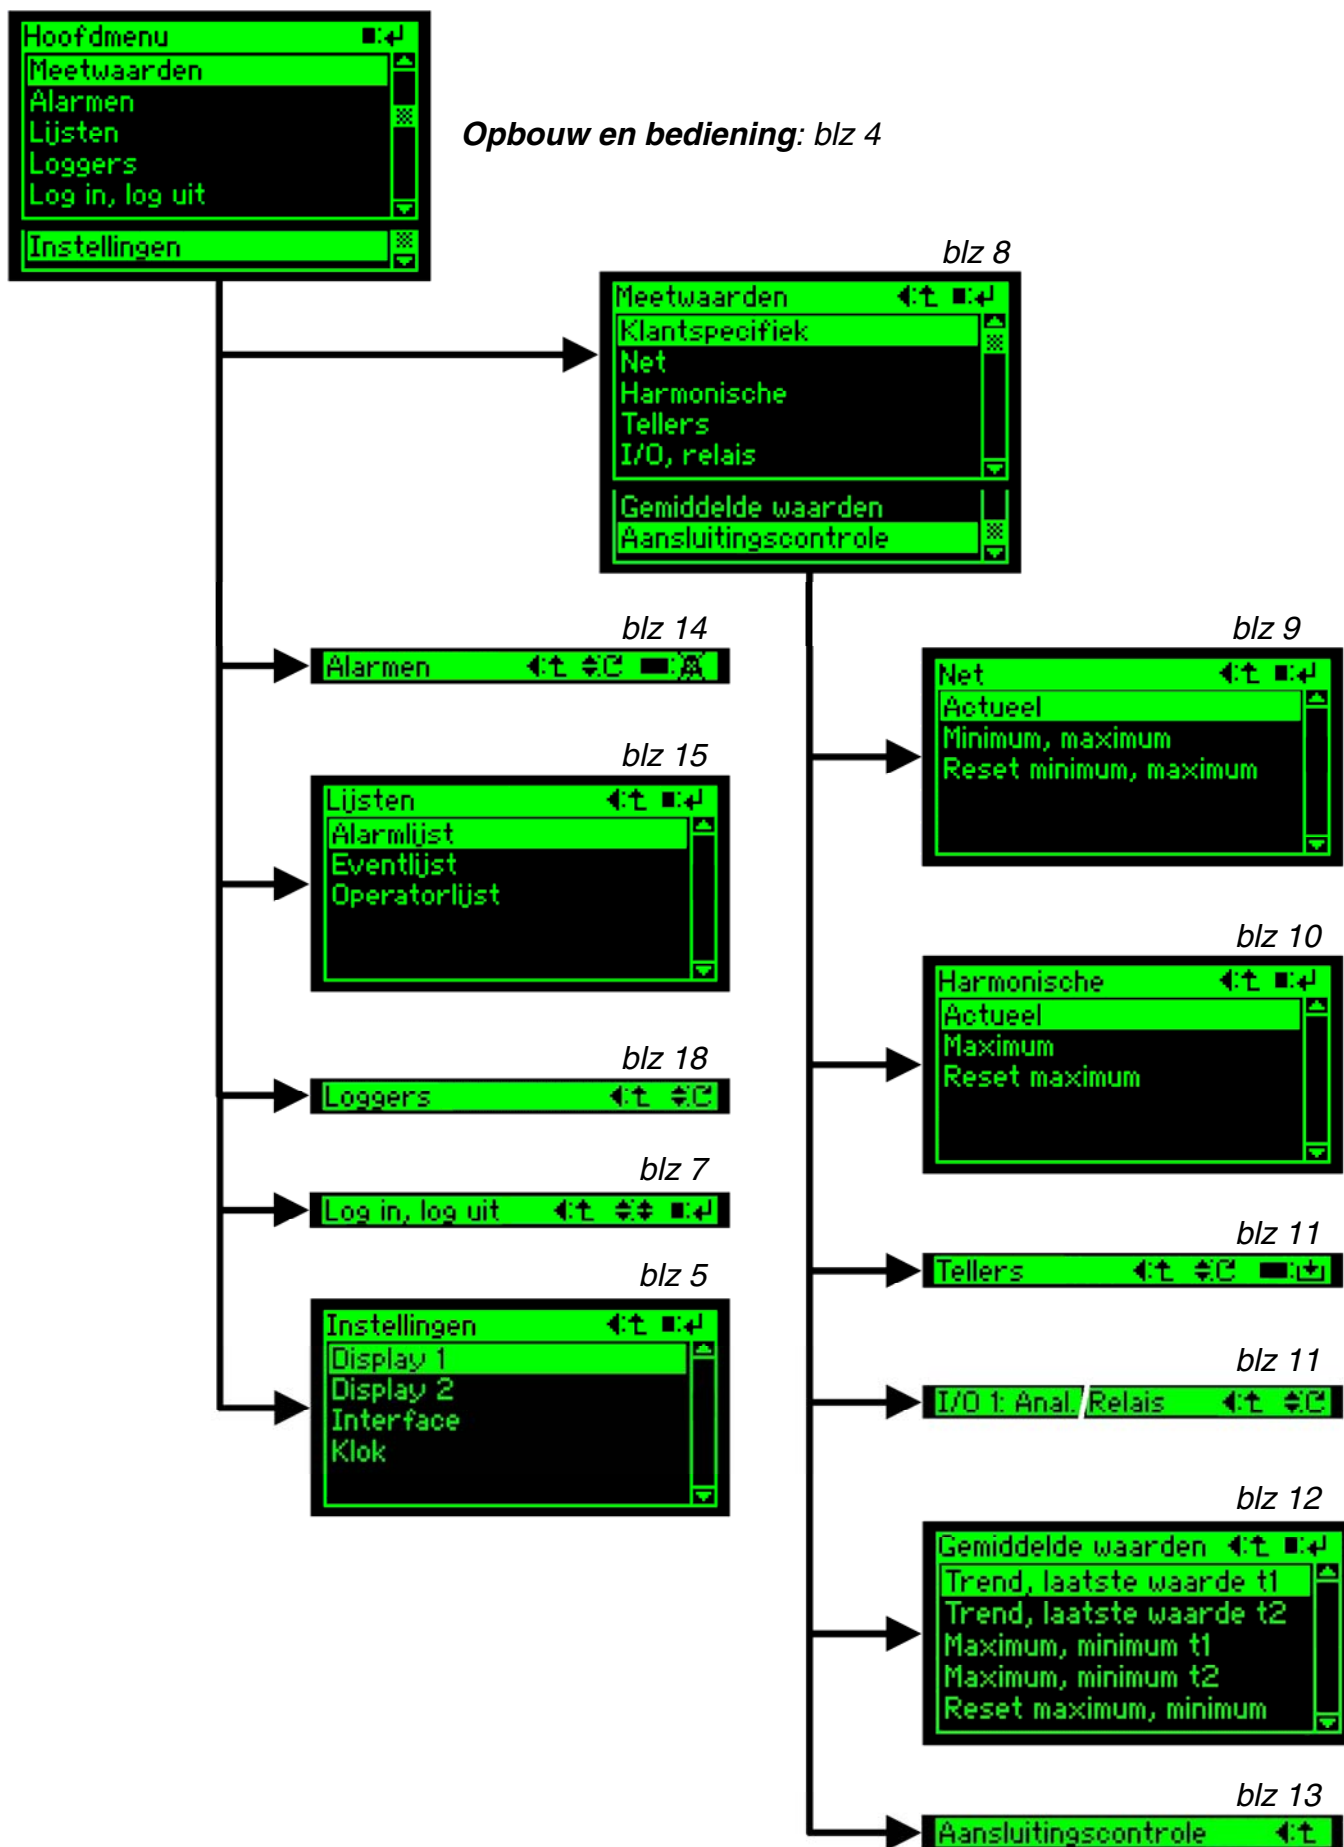 Hoofdmenu
Meetwaarden
Alarmen
Lijsten
Loggers
Log in, log uit
Instellingen
Opbouw en bediening: blz 4
blz 8
Meetwaarden
Klantspecifiek
Net
Harmonische
Tellers
I/O, relais
Gemiddelde waarden
Aansluitingscontrole
blz 14
Alarmen
blz 15
Lijsten
Alarmlijst
Eventlijst
Operatorlijst
blz 18
Loggers
blz 7
Log in, log uit
blz 5
Instellingen
Display 1
Display 2
Interface
Klok
blz 9
Net
Actueel
Minimum, maximum
Reset minimum, maximum
blz 10
Harmonische
Actueel
Maximum
Reset maximum
blz 11
Tellers
blz 11
I/O 1: Anal./Relais
blz 12
Gemiddelde waarden
Trend, laatste waarde t1
Trend, laatste waarde t2
Maximum, minimum t1
Maximum, minimum t2
Reset maximum, minimum
blz 13
Aansluitingscontrole